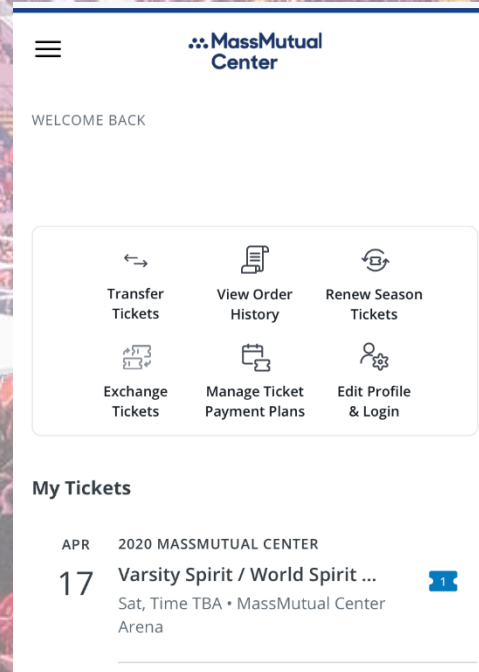 MassMutual
Center
WELCOME BACK
Transfer
Tickets
View Order
History
Renew Season
Tickets
Exchange
Tickets
Manage Ticket
Payment Plans
Edit Profile
& Login
My Tickets
APR
17
2020 MASSMUTUAL CENTER
Varsity Spirit / World Spirit ...
Sat, Time TBA • MassMutual Center
Arena
1